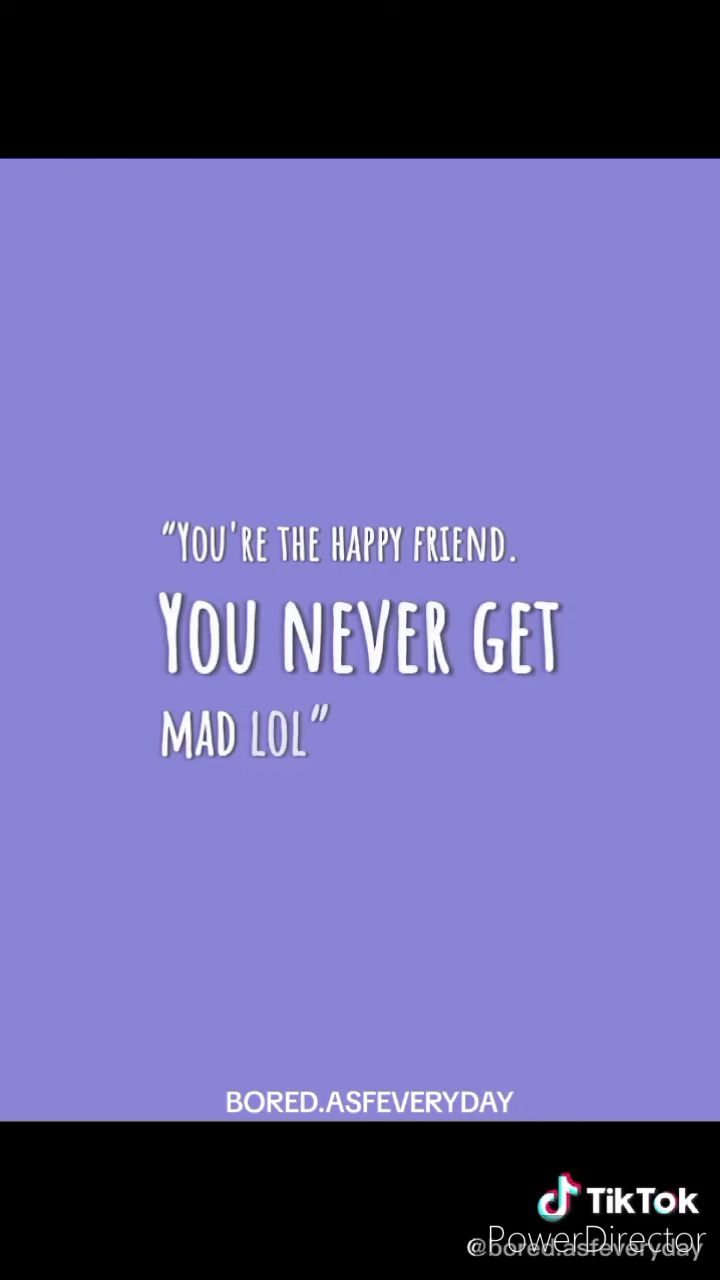 “You're the happy friend.
You never get
mad lol”
BORED.ASFEVERYDAY
TikTok
PowerDirector
@bored.asfeveryday